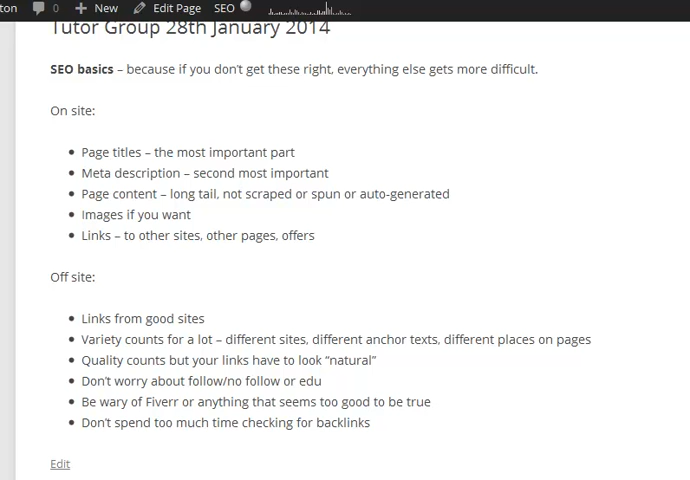 ton 0 New Edit Page SEO
Tutor Group 28th January 2014
SEO basics – because if you don't get these right, everything else gets more difficult.
On site:
Page titles – the most important part
Meta description – second most important
Page content – long tail, not scraped or spun or auto-generated
Images if you want
Links – to other sites, other pages, offers
Off site:
Links from good sites
Variety counts for a lot – different sites, different anchor texts, different places on pages
Quality counts but your links have to look “natural”
Don't worry about follow/no follow or edu
Be wary of Fiverr or anything that seems too good to be true
Don't spend too much time checking for backlinks
Edit